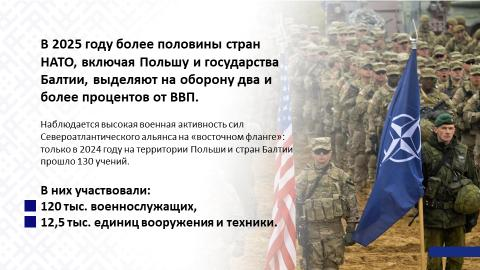 В 2025 году более половины стран
НАТО, включая Польшу и государства
Балтии, выделяют на оборону два и
более процентов от ВВП.
Наблюдается высокая военная активность сил
Североатлантического альянса на «восточном фланге»:
только в 2024 году на территории Польши и стран Балтии
прошло 130 учений.
В них участвовали:
120 тыс. военнослужащих,
12,5 тыс. единиц вооружения и техники.